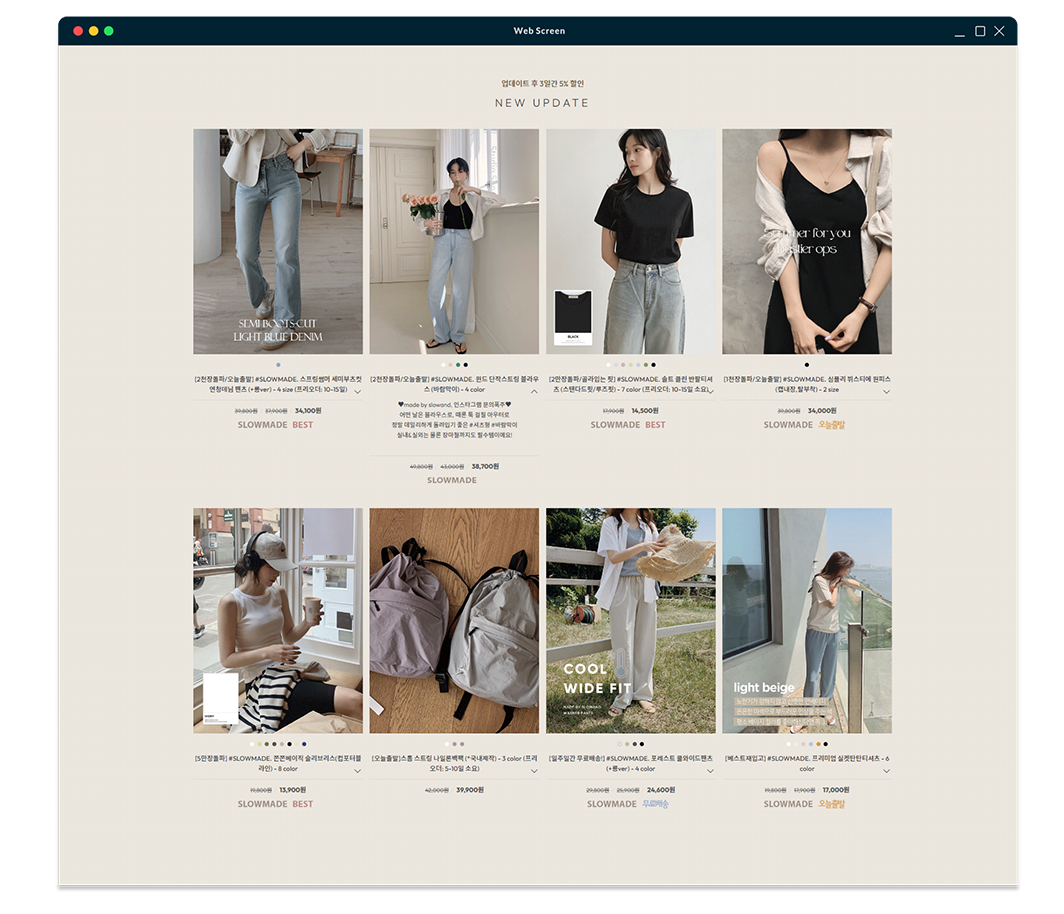 Web Screen
업데이트 후 3일간 5% 할인
NEW UPDATE
SEMI BOOTS-CUT
LIGHT BLUE DENIM
BLACK
summer for you
bustier ops
[2천장돌파/오늘출발] #SLOWMADE. 스프링썸머 세미부츠컷
연청데님 팬츠 (+롱ver) - 4 size (프리오더: 10-15일)
39,800원 37,900원 34,100원
SLOWMADE BEST
[2천장돌파/오늘출발] #SLOWMADE. 윈드 단작스트링 블라우
스 (바람막이) - 4 color
♥made by slowand, 인스타그램 문의폭주♥
어떤 날은 블라우스로, 때론 툭 걸칠 아우터로
정말 데일리하게 돌려입기 좋은 #셔츠형 #바람막이
실내&실외는 물론 장마철까지도 필수템이예요!
49,800원 43,000원 38,700원
SLOWMADE
[2만장돌파/골라입는 핏] #SLOWMADE. 솔트 클린 반팔티셔
츠 (스탠다드핏/루즈핏) - 7 color (프리오더: 10-15일 소요)
17,900원 14,500원
SLOWMADE BEST
[1천장돌파/오늘출발] #SLOWMADE. 심플리 뷔스티에 원피스
(캡내장,탈부착) - 2 size
39,800원 34,000원
SLOWMADE 오늘출발
COOL
WIDE FIT
MADE BY SLOWAND
light beige
[5만장돌파] #SLOWMADE. 쫀쫀베이직 슬리브리스(컴포터블
라인) - 8 color
19,800원 13,900원
SLOWMADE BEST
[오늘출발]스톰 스트링 나일론백팩 (*국내제작) - 3 color (프리
오더: 5-10일 소요)
42,000원 39,900원
[일주일간 무료배송!] #SLOWMADE. 포레스트 쿨와이드팬츠
(+롱ver) - 4 color
29,800원 25,900원 24,600원
SLOWMADE 무료배송
[베스트재입고] #SLOWMADE. 프리미엄 실켓탄탄티셔츠 - 6
color
19,800원 17,900원 17,000원
SLOWMADE 오늘출발